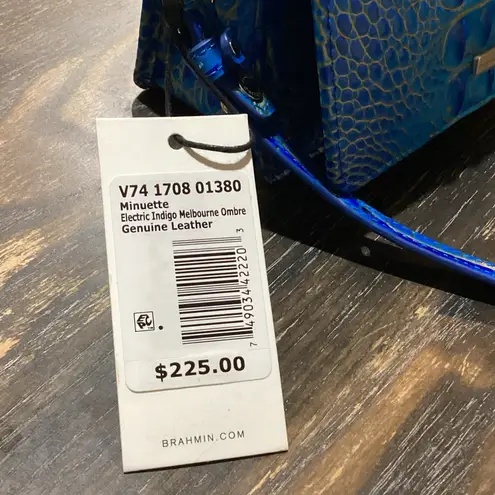 V74 1708 01380
Minuette
Electric Indigo Melbourne Ombre
Genuine Leather
7 49034 42220 3
$225.00
BRAHMIN.COM